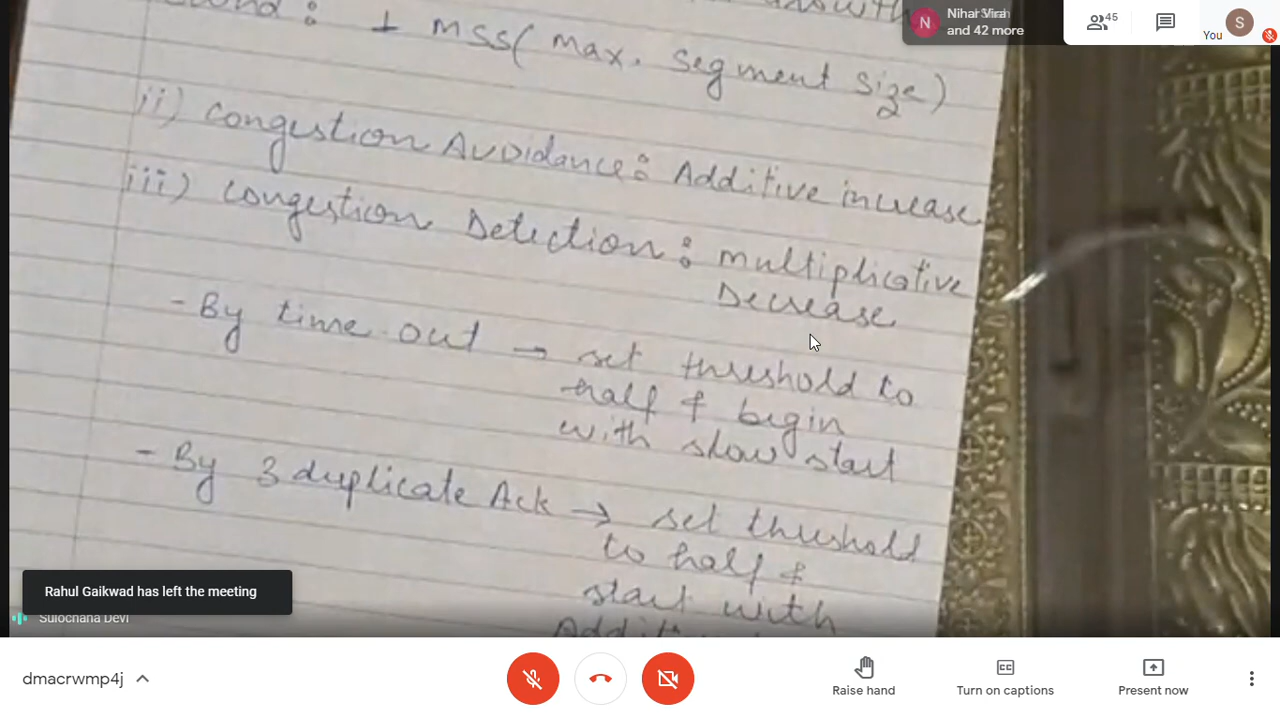 ± MSS( max. segment size)
ii) Congestion Avoidance: Additive increase
iii) Congestion Detection: multiplicative
Decrease
- By time out → set threshold to
half & begin
with slow start
- By 3 duplicate Ack → set threshold
to half &
start with
Nihar Vira
and 42 more
45
S
You
N
Rahul Gaikwad has left the meeting
Sulochana Devi
dmacrwmp4j
Raise hand
Turn on captions
Present now